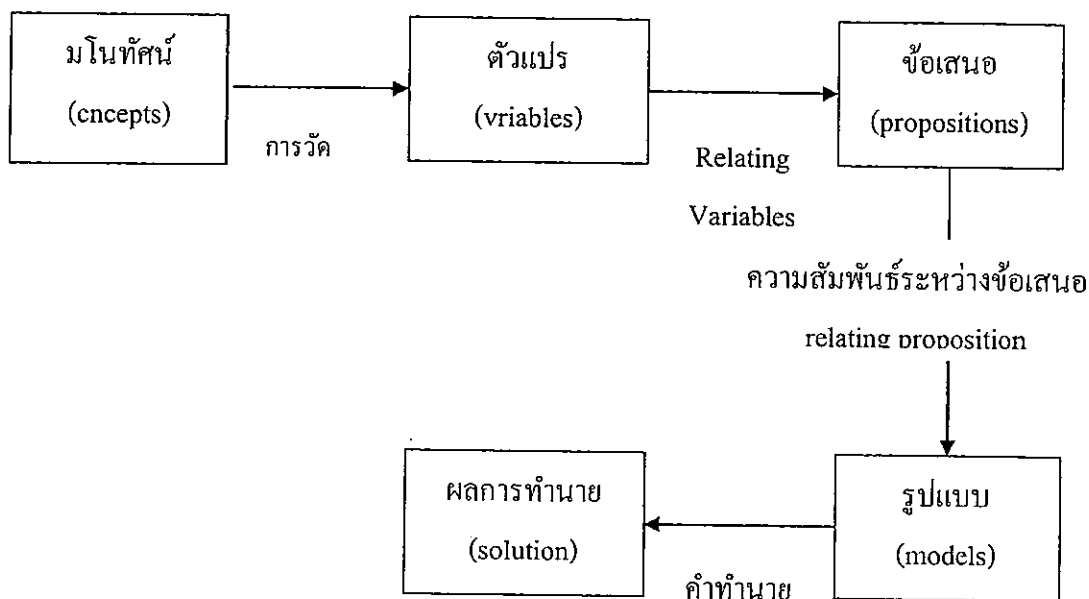 มโนทัศน์
(cncepts)
การวัด
ตัวแปร
(vriables)
Relating
Variables
ข้อเสนอ
(propositions)
ความสัมพันธ์ระหว่างข้อเสนอ
relating proposition
รูปแบบ
(models)
คำทำนาย
ผลการทำนาย
(solution)